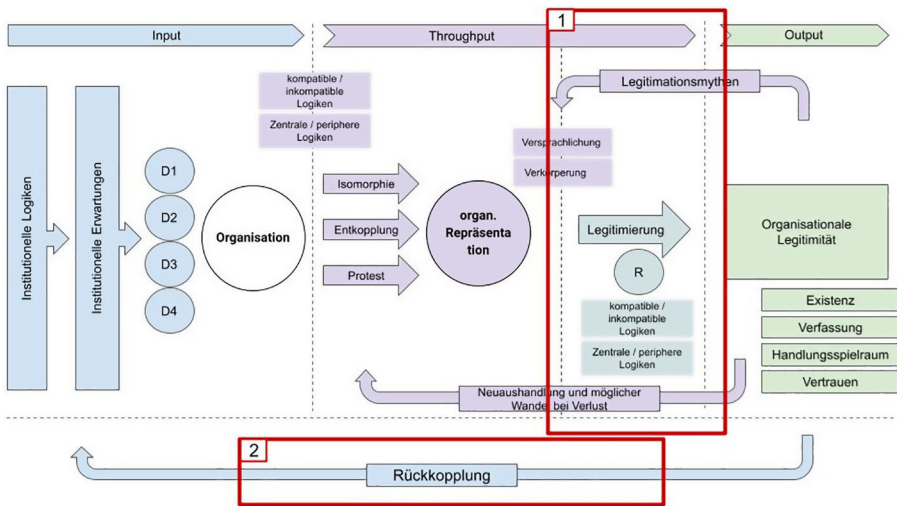 1
Input
Throughput
Output
kompatible /
inkompatible
Logiken
Zentrale / periphere
Logiken
Legitimationsmythen
Institutionelle Logiken
Institutionelle Erwartungen
D1
D2
D3
D4
Organisation
Isomorphie
Entkopplung
Protest
organ.
Repräsenta
tion
Versprachlichung
Verkörperung
Legitimierung
R
kompatible /
inkompatible
Logiken
Zentrale / periphere
Logiken
Organisationale
Legitimität
Existenz
Verfassung
Handlungsspielraum
Vertrauen
Neuaushandlung und möglicher
Wandel bei Verlust
2
Rückkopplung